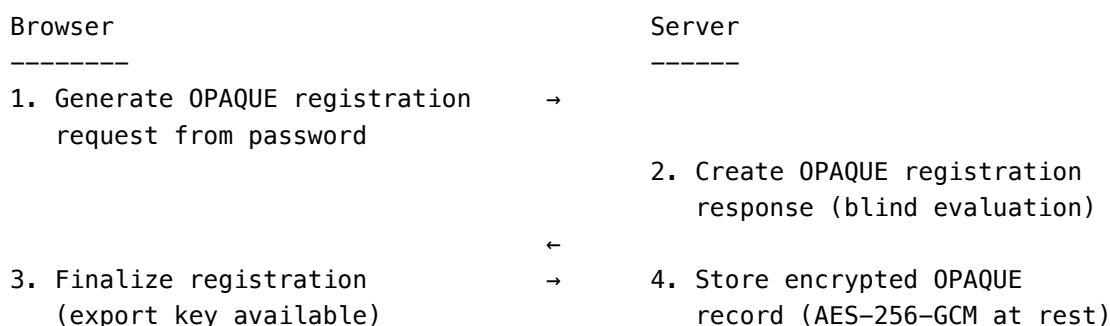 Browser                                    Server
--------                                   ------
1. Generate OPAQUE registration     →
   request from password
                                           2. Create OPAQUE registration
                                              response (blind evaluation)
                                    ←
3. Finalize registration            →      4. Store encrypted OPAQUE
   (export key available)                     record (AES-256-GCM at rest)